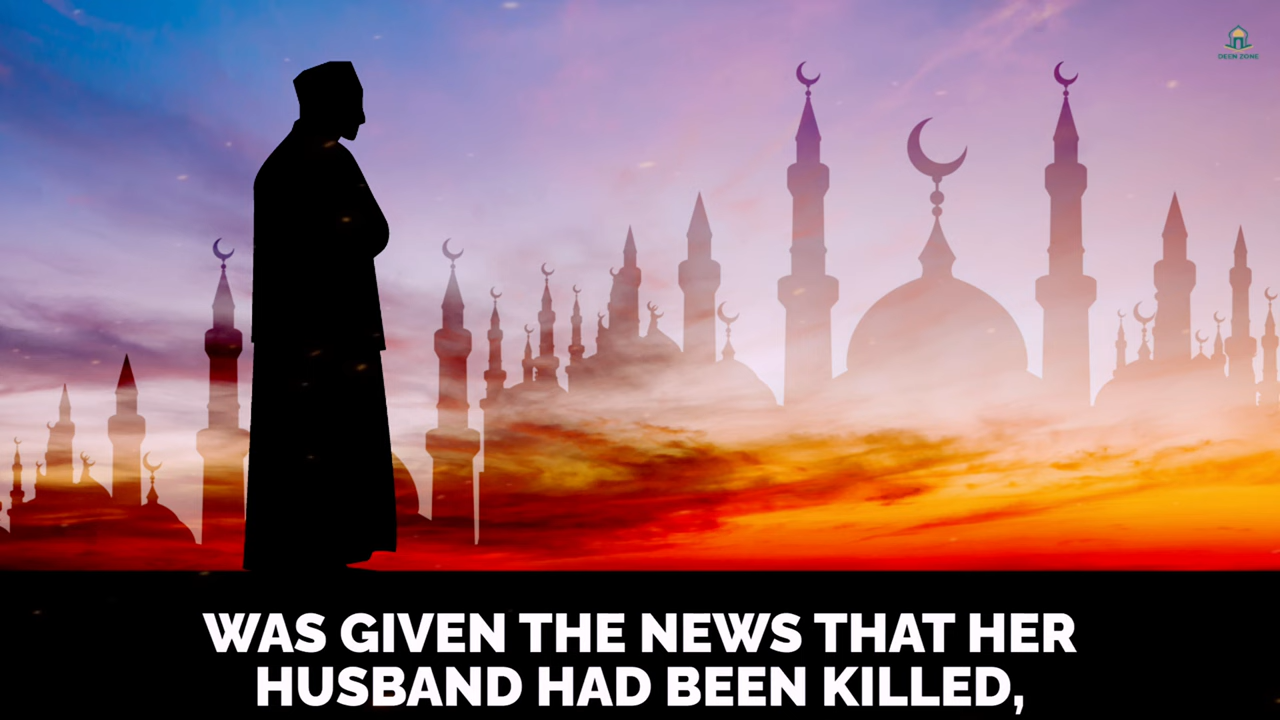 DEEN ZONE
WAS GIVEN THE NEWS THAT HER
HUSBAND HAD BEEN KILLED,